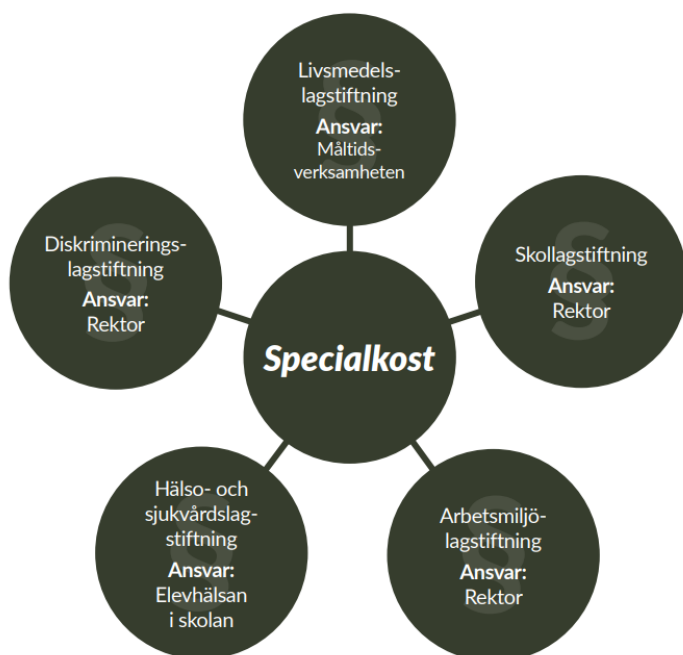 Livsmedels-
lagstiftning
Ansvar:
Måltids-
verksamheten
Diskriminerings-
lagstiftning
Ansvar:
Rektor
Skollagstiftning
Ansvar:
Rektor
Specialkost
Hälso- och
sjukvårdslag-
stiftning
Ansvar:
Elevhälsan
i skolan
Arbetsmiljö-
lagstiftning
Ansvar:
Rektor